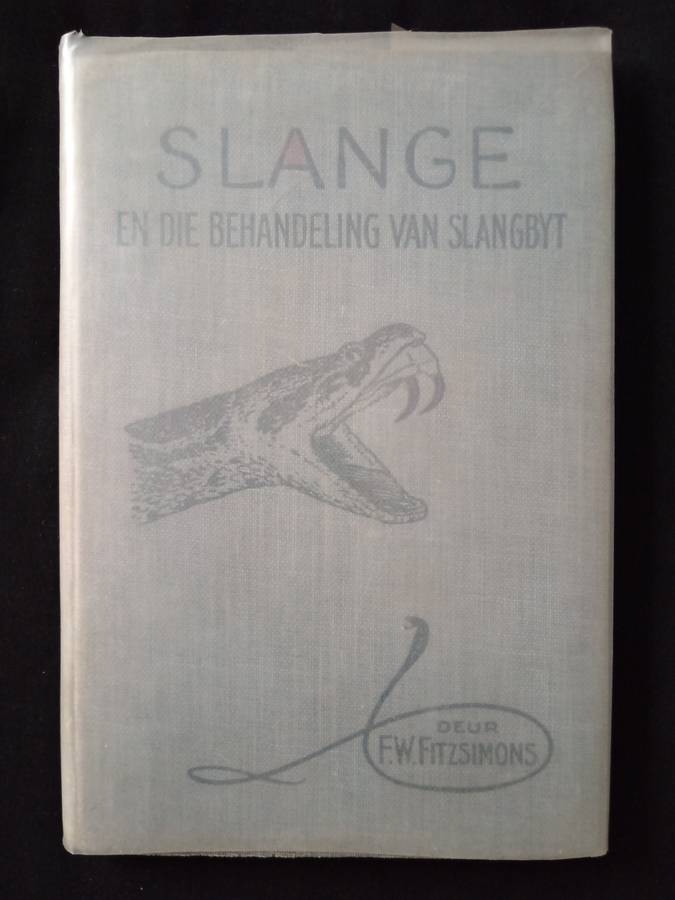 SLANGE
EN DIE BEHANDELING VAN SLANGBYT
DEUR
F.W. FITZSIMONS